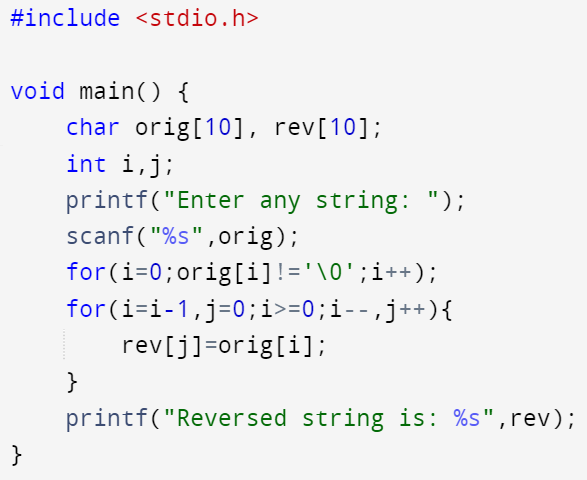 #include <stdio.h>

void main() {
    char orig[10], rev[10];
    int i,j;
    printf("Enter any string: ");
    scanf("%s",orig);
    for(i=0;orig[i]!='\0';i++);
    for(i=i-1,j=0;i>=0;i--,j++){
        rev[j]=orig[i];
    }
    printf("Reversed string is: %s",rev);
}